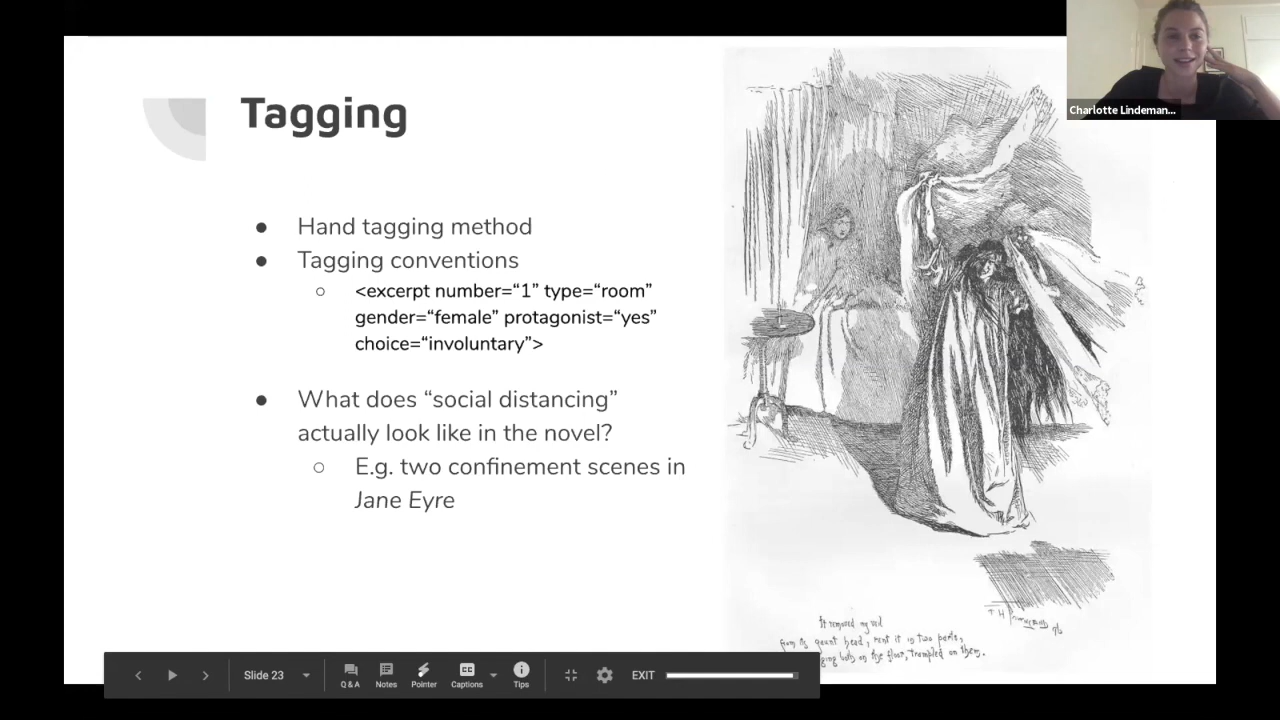 Charlotte Lindeman...
Tagging
● Hand tagging method
● Tagging conventions
○ <excerpt number=“1” type=“room”
gender=“female” protagonist=“yes”
choice=“involuntary”>
● What does “social distancing”
actually look like in the novel?
○ E.g. two confinement scenes in
Jane Eyre
It removed my veil
from its gaunt head, rent it in two parts,
both on the floor, trampled on them.
Slide 23
Q & A
Notes
Pointer
CC
Captions
Tips
EXIT